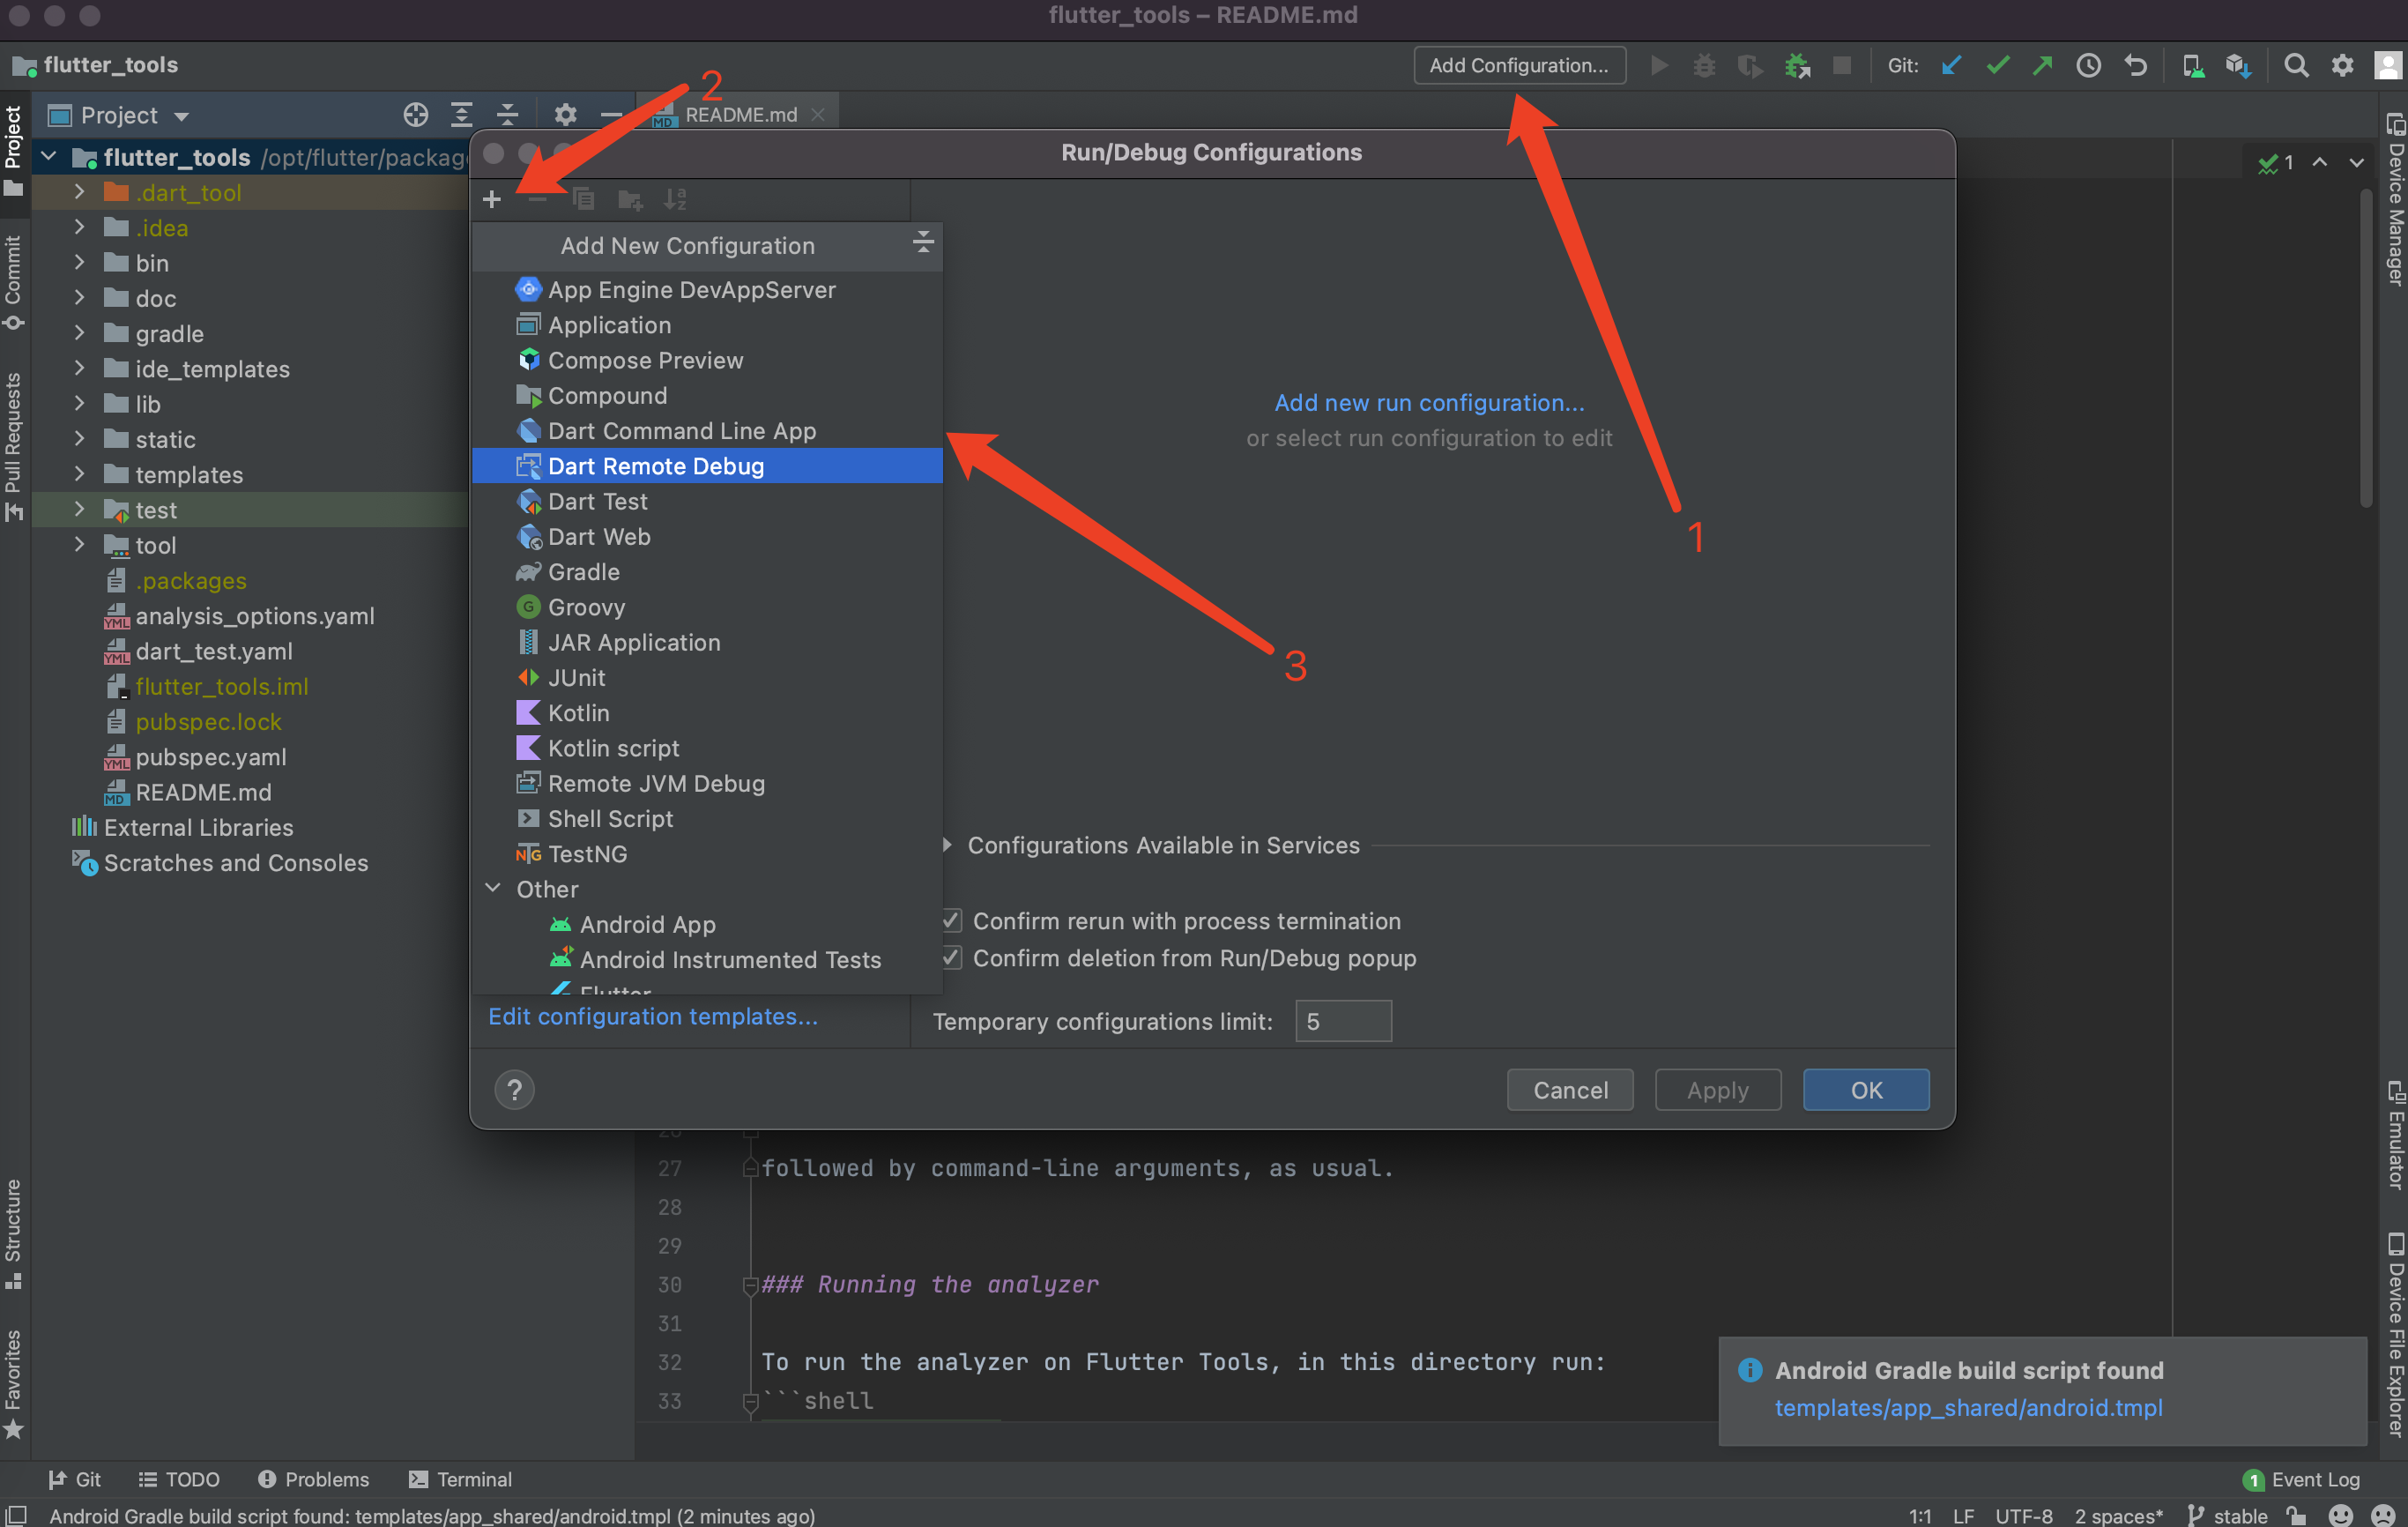 flutter_tools – README.md
flutter_tools
Add Configuration...
Git:
Project
README.md
2
Project
Commit
Pull Requests
Structure
Favorites
flutter_tools /opt/flutter/packag
.dart_tool
.idea
bin
doc
gradle
ide_templates
lib
static
templates
test
tool
.packages
analysis_options.yaml
dart_test.yaml
flutter_tools.iml
pubspec.lock
pubspec.yaml
README.md
External Libraries
Scratches and Consoles
Run/Debug Configurations
Add New Configuration
App Engine DevAppServer
Application
Compose Preview
Compound
Dart Command Line App
Dart Remote Debug
Dart Test
Dart Web
Gradle
Groovy
JAR Application
JUnit
Kotlin
Kotlin script
Remote JVM Debug
Shell Script
TestNG
Other
Android App
Android Instrumented Tests
Flutter
Edit configuration templates...
Add new run configuration...
or select run configuration to edit
1
3
Configurations Available in Services
Confirm rerun with process termination
Confirm deletion from Run/Debug popup
Temporary configurations limit: 5
?
Cancel
Apply
OK
1
Device Manager
Emulator
Device File Explorer
27 followed by command-line arguments, as usual.
28
29
30 ### Running the analyzer
31
32 To run the analyzer on Flutter Tools, in this directory run:
33 ```shell
Android Gradle build script found
templates/app_shared/android.tmpl
Git
TODO
Problems
Terminal
1 Event Log
Android Gradle build script found: templates/app_shared/android.tmpl (2 minutes ago)
1:1 LF UTF-8 2 spaces* stable